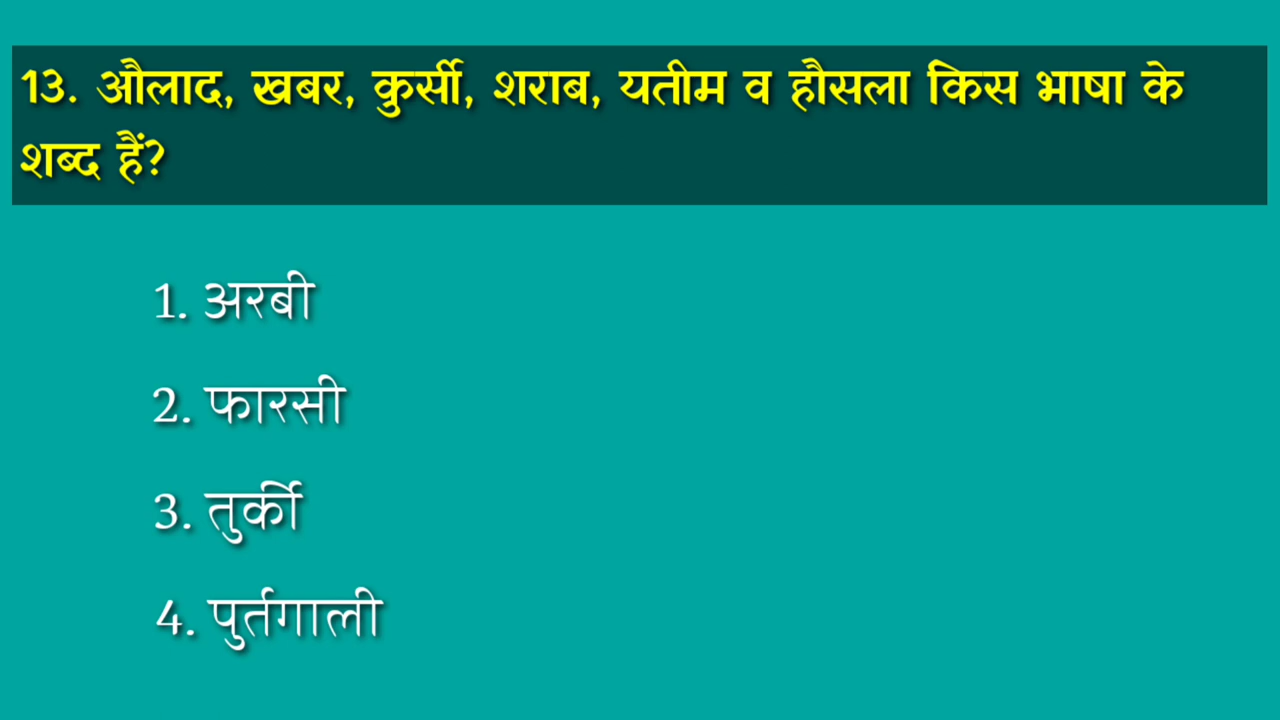 13. औलाद, खबर, कुर्सी, शराब, यतीम व हौसला किस भाषा के
शब्द हैं?
1. अरबी
2. फारसी
3. तुर्की
4. पुर्तगाली